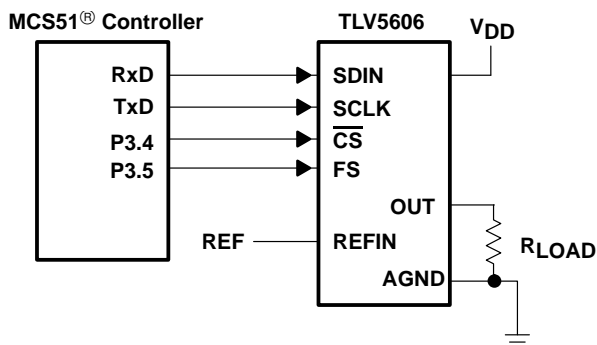 MCS51® Controller
TLV5606
VDD
RxD
SDIN
TxD
SCLK
P3.4
CS
P3.5
FS
OUT
REF
REFIN
RLOAD
AGND